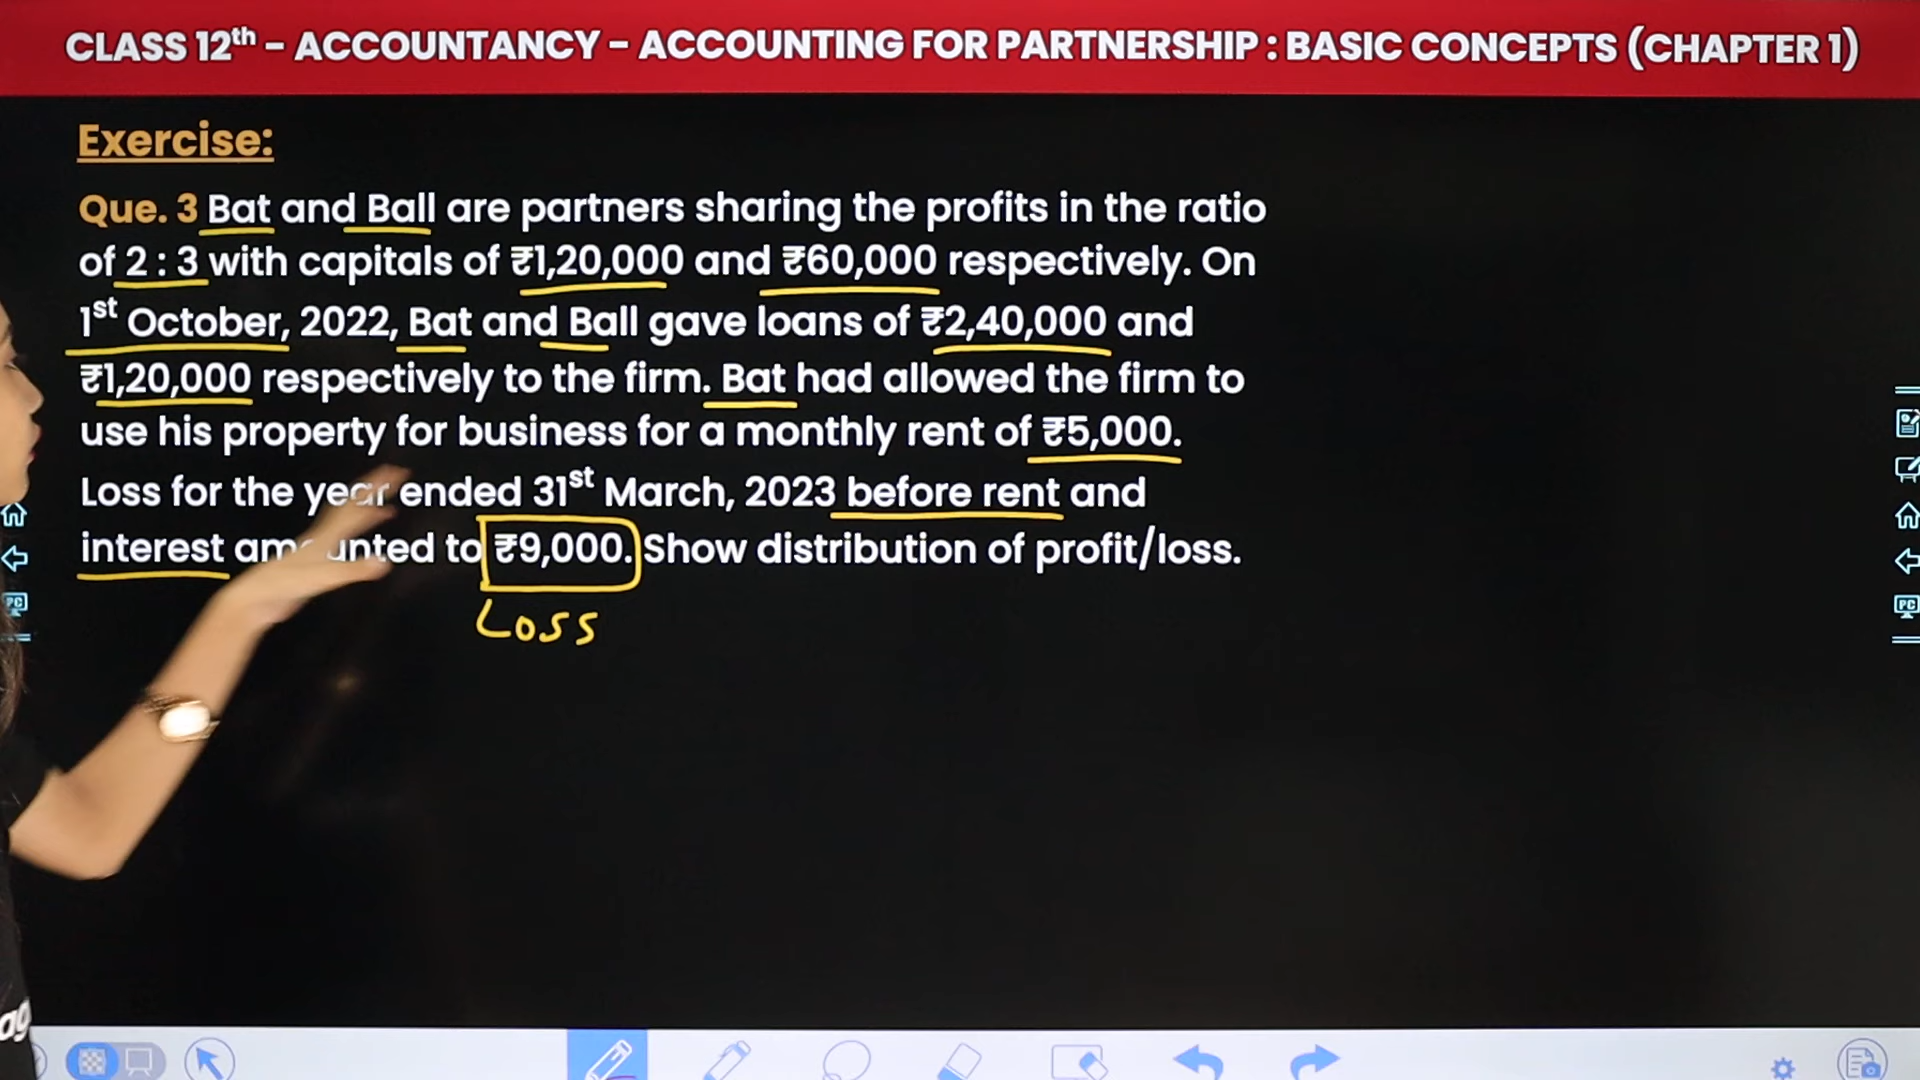 CLASS 12th – ACCOUNTANCY – ACCOUNTING FOR PARTNERSHIP : BASIC CONCEPTS (CHAPTER 1)
Exercise:
Que. 3 Bat and Ball are partners sharing the profits in the ratio
of 2 : 3 with capitals of ₹1,20,000 and ₹60,000 respectively. On
1st October, 2022, Bat and Ball gave loans of ₹2,40,000 and
₹1,20,000 respectively to the firm. Bat had allowed the firm to
use his property for business for a monthly rent of ₹5,000.
Loss for the year ended 31st March, 2023 before rent and
interest amounted to ₹9,000. Show distribution of profit/loss.
Loss
PC
PC